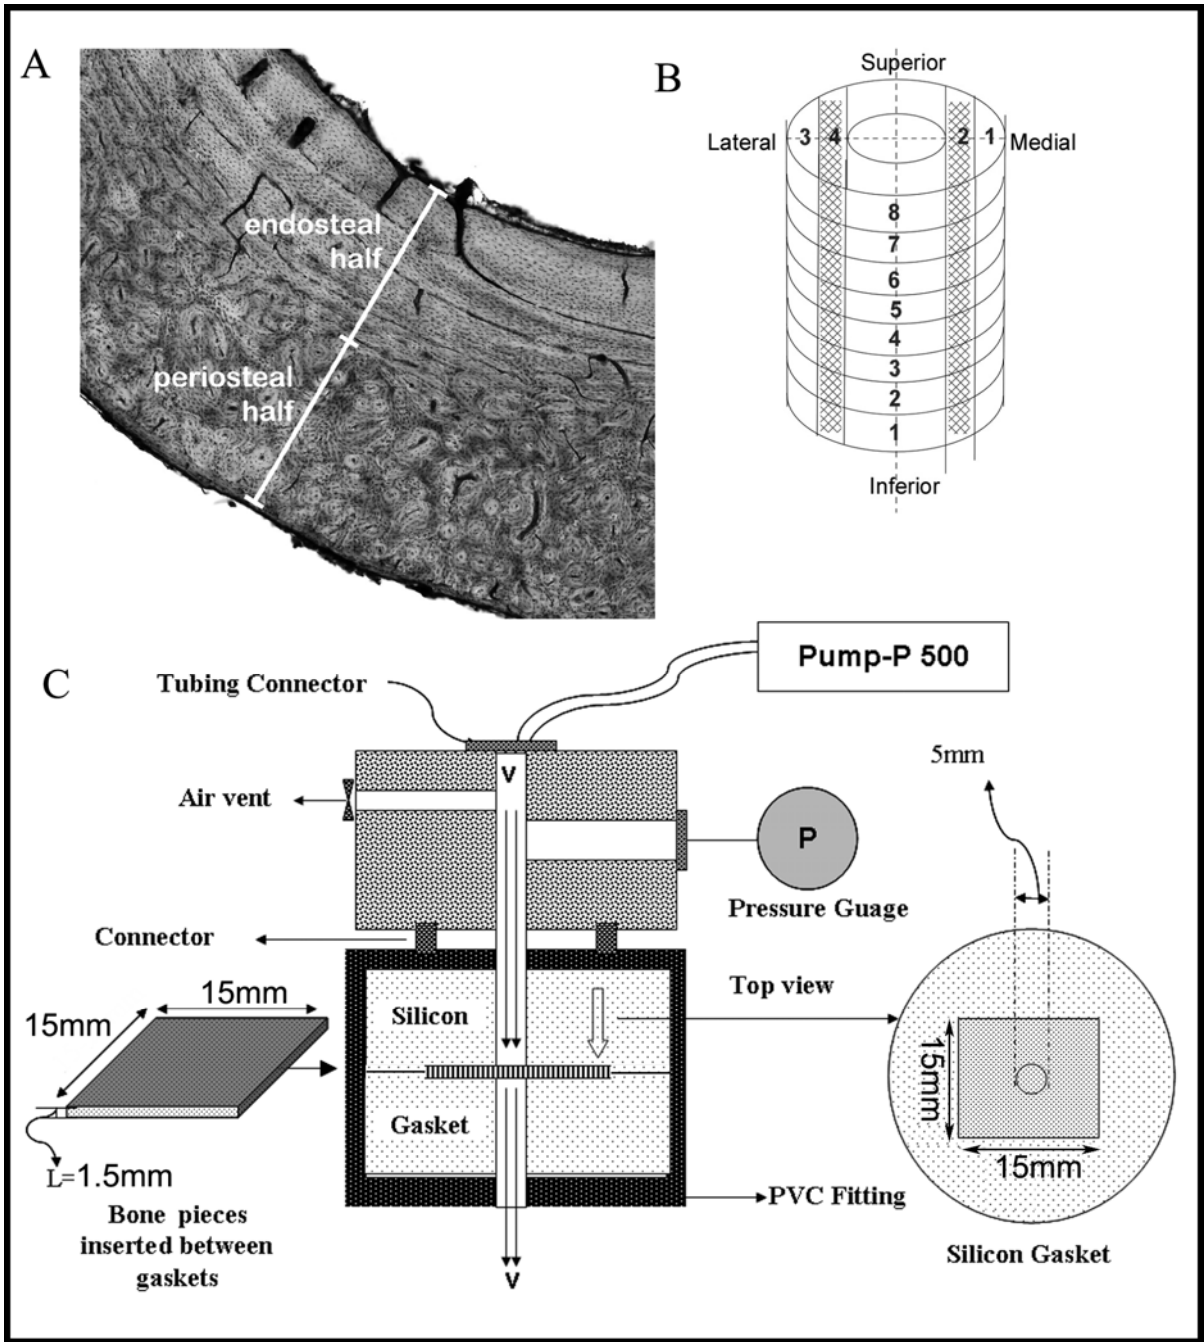 A
endosteal
half
periosteal
half
B
Superior
Lateral
3
4
2
1
Medial
8
7
6
5
4
3
2
1
Inferior
C
Pump-P 500
Tubing Connector
V
Air vent
P
Pressure Guage
5mm
Connector
15mm
15mm
L=1.5mm
Bone pieces
inserted between
gaskets
Silicon
Gasket
Top view
PVC Fitting
V
15mm
15mm
Silicon Gasket